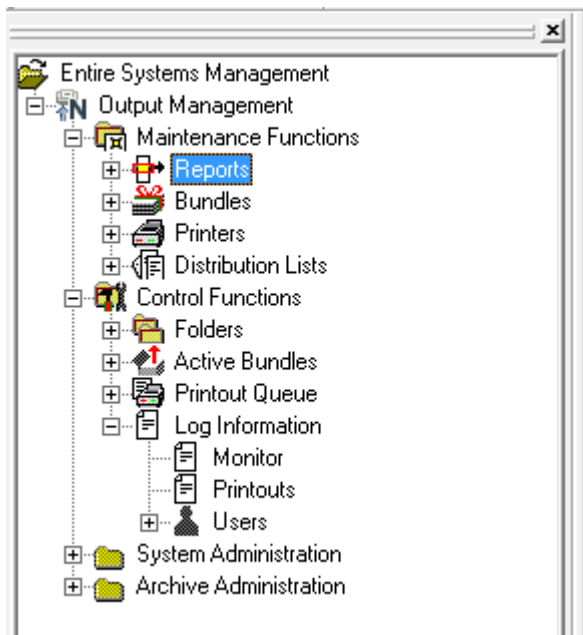 Entire Systems Management
Output Management
Maintenance Functions
Reports
Bundles
Printers
Distribution Lists
Control Functions
Folders
Active Bundles
Printout Queue
Log Information
Monitor
Printouts
Users
System Administration
Archive Administration